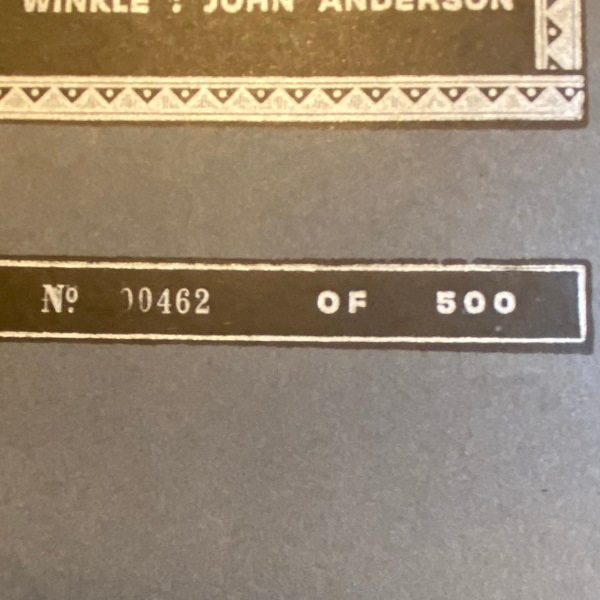 WINKLE : JOHN ANDERSON
Nº 00462 OF 500